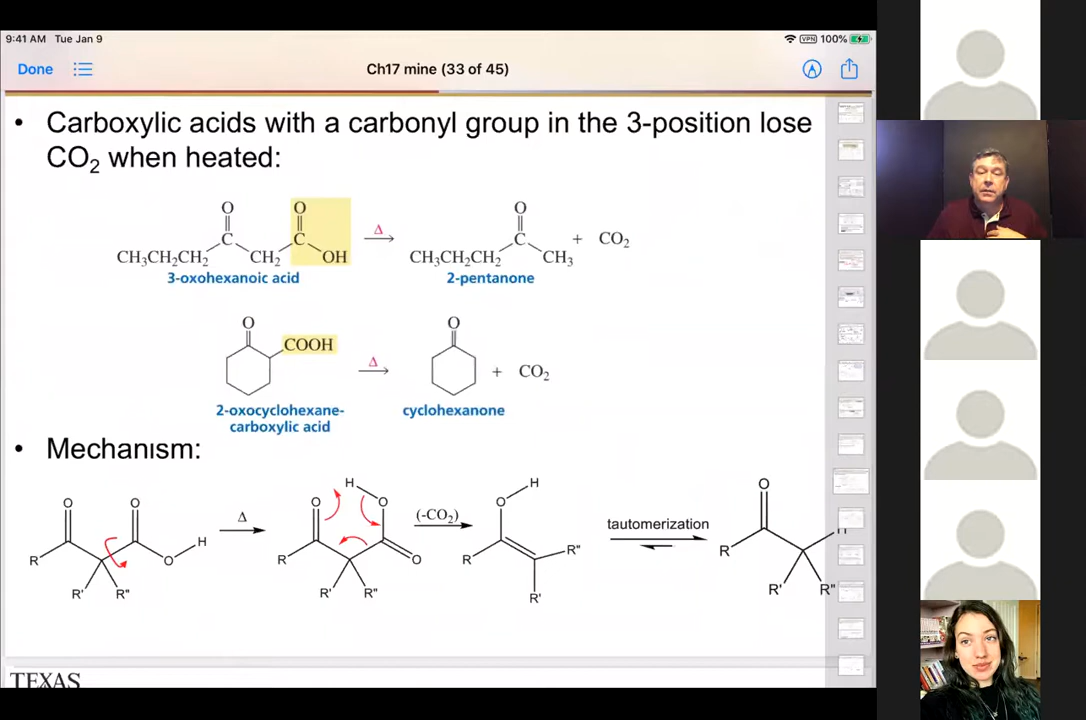 9:41 AM Tue Jan 9
VPN 100%
Done
Ch17 mine (33 of 45)
• Carboxylic acids with a carbonyl group in the 3-position lose
CO2 when heated:
O O O
C C Δ C + CO2
CH3CH2CH2 CH2 OH CH3CH2CH2 CH3
3-oxohexanoic acid 2-pentanone
O O
COOH
Δ + CO2
2-oxocyclohexane-
carboxylic acid
cyclohexanone
• Mechanism:
O O H Δ R O R' R"
H O O (-CO2) R O R' R"
H O R R" R'
tautomerization
O R H R' R"
TEXAS